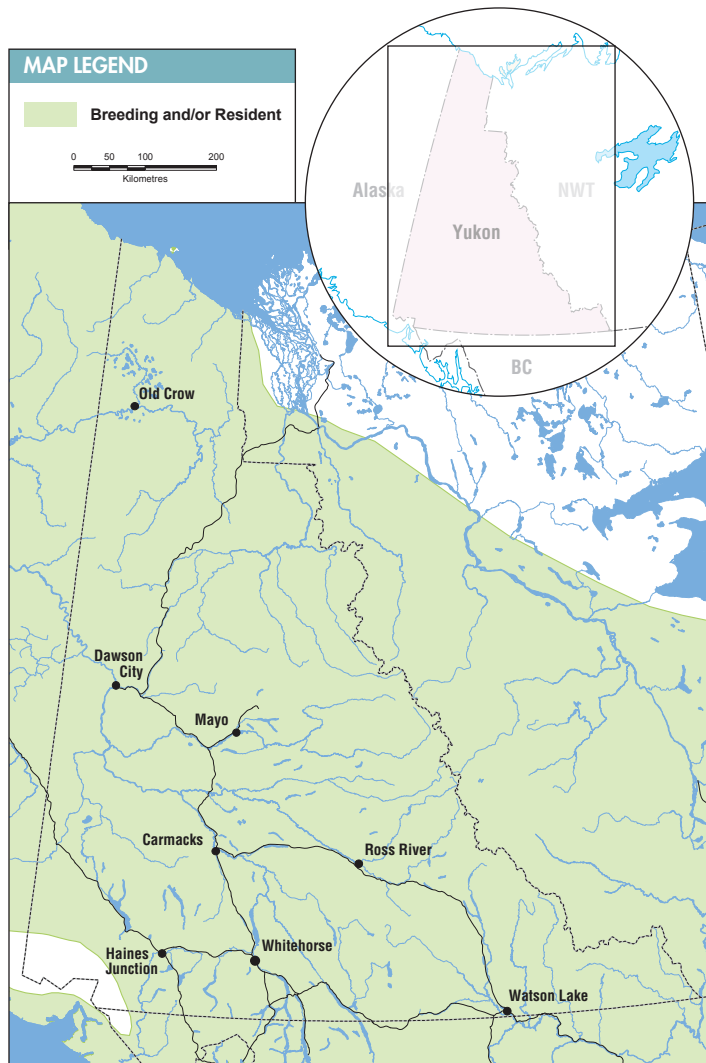 MAP LEGEND
Breeding and/or Resident
0 50 100 200
Kilometres
Alaska
NWT
Yukon
BC
Old Crow
Dawson
City
Mayo
Carmacks
Ross River
Haines
Junction
Whitehorse
Watson Lake